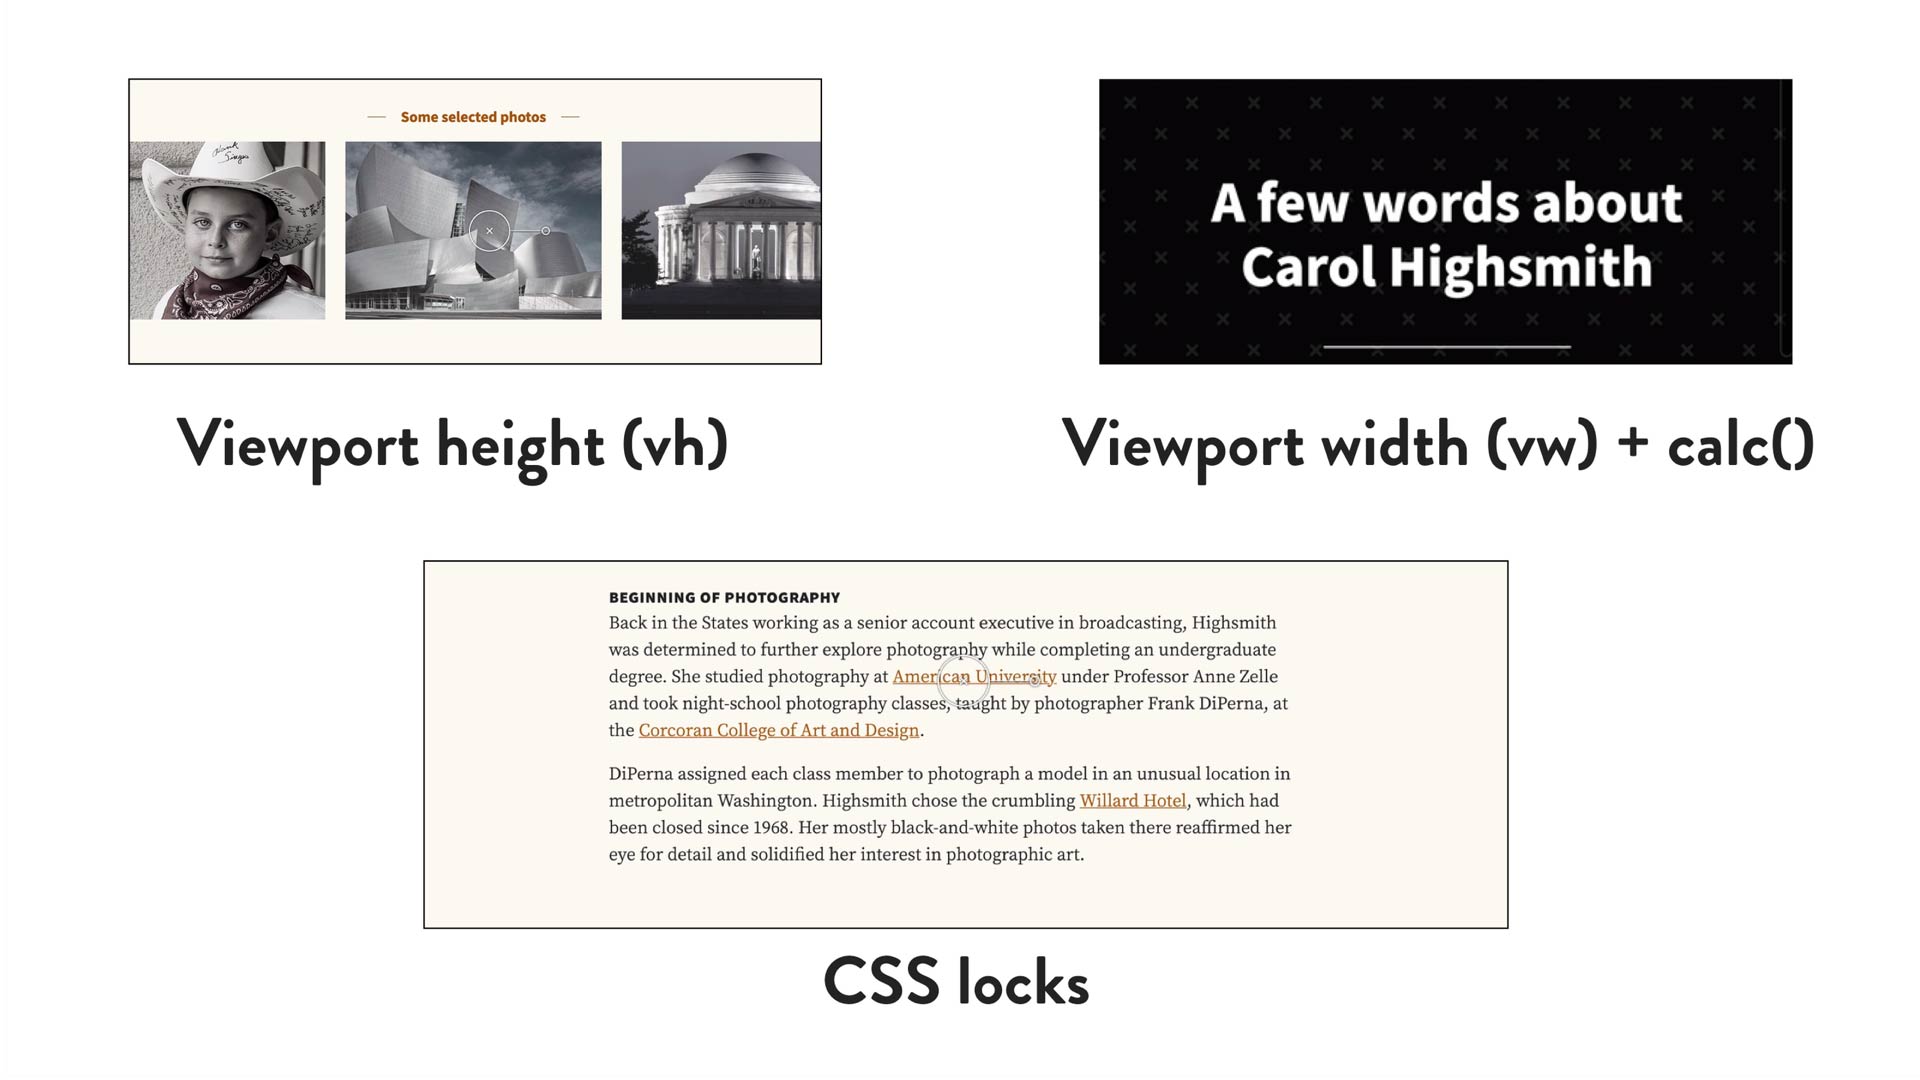 Some selected photos
Viewport height (vh)
A few words about
Carol Highsmith
Viewport width (vw) + calc()
BEGINNING OF PHOTOGRAPHY
Back in the States working as a senior account executive in broadcasting, Highsmith
was determined to further explore photography while completing an undergraduate
degree. She studied photography at American University under Professor Anne Zelle
and took night-school photography classes, taught by photographer Frank DiPerna, at
the Corcoran College of Art and Design.
DiPerna assigned each class member to photograph a model in an unusual location in
metropolitan Washington. Highsmith chose the crumbling Willard Hotel, which had
been closed since 1968. Her mostly black-and-white photos taken there reaffirmed her
eye for detail and solidified her interest in photographic art.
CSS locks